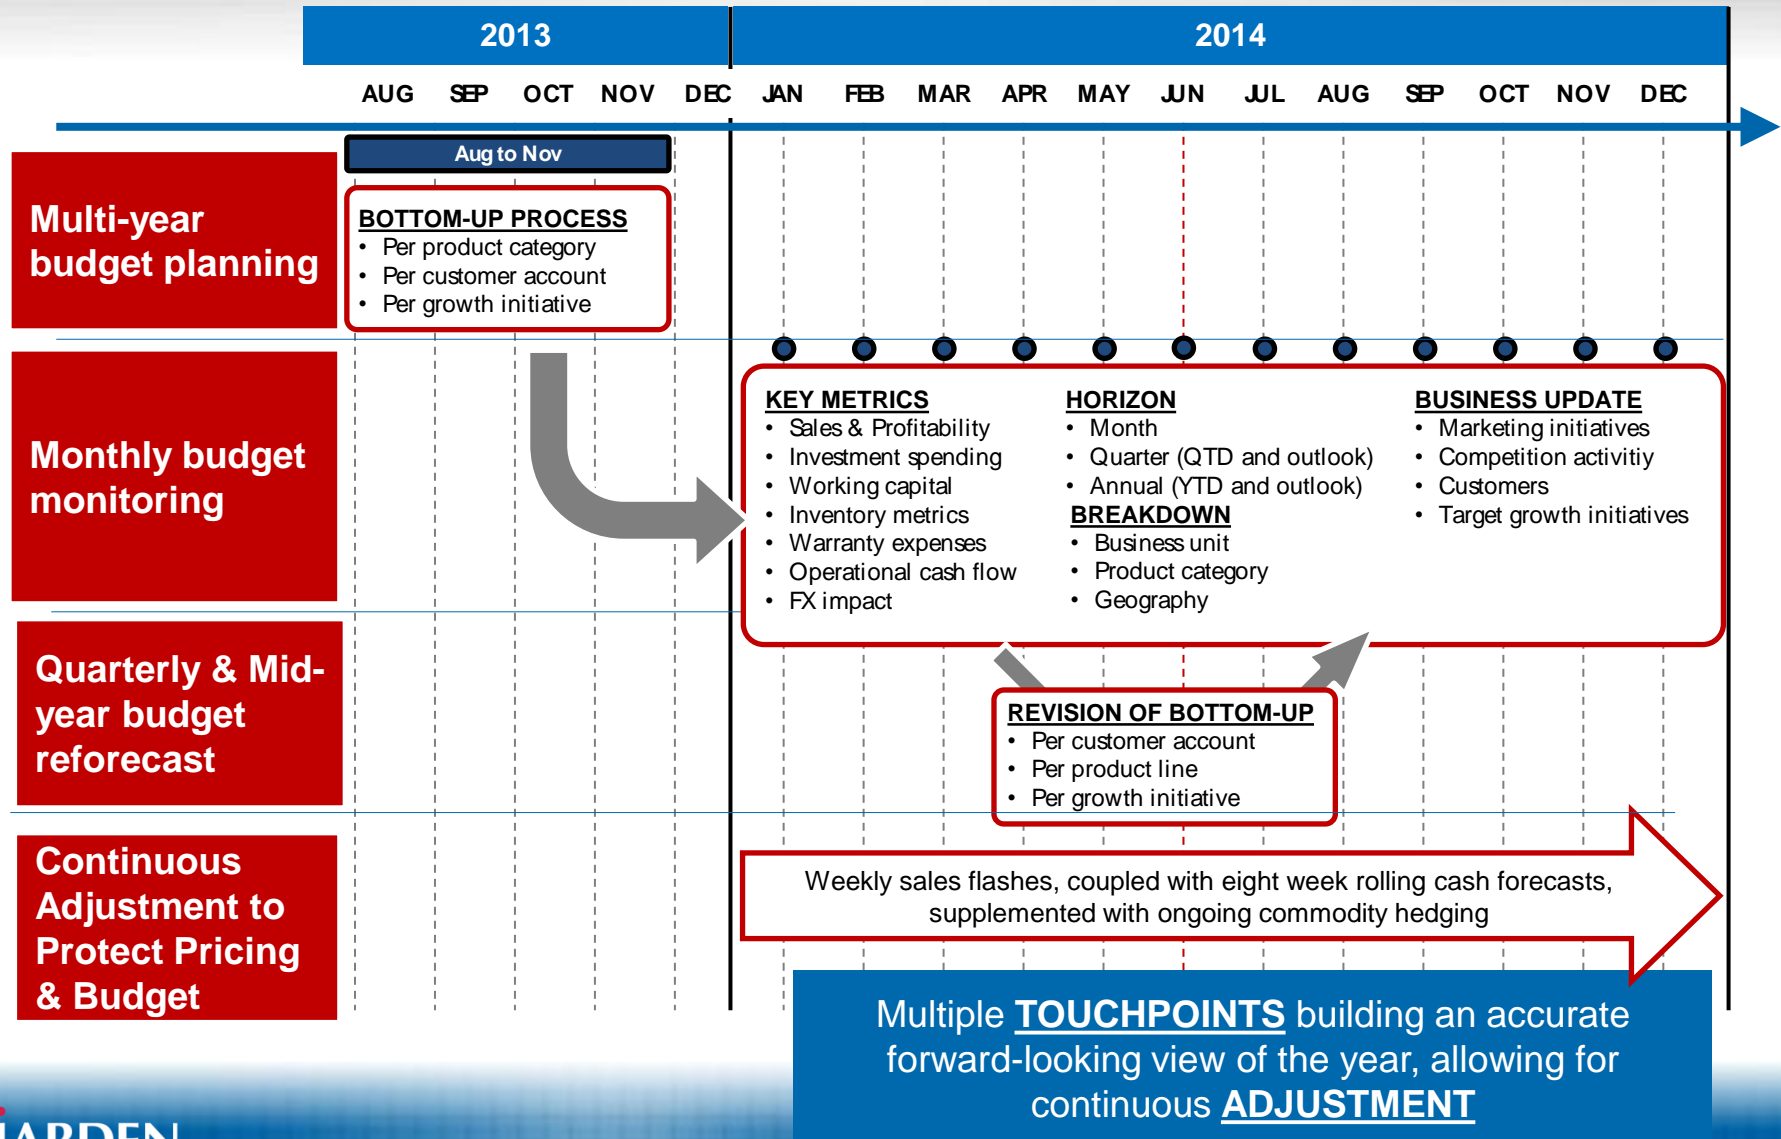 2013
2014
AUG SEP OCT NOV DEC JAN FEB MAR APR MAY JUN JUL AUG SEP OCT NOV DEC
Aug to Nov
Multi-year
budget planning
BOTTOM-UP PROCESS
• Per product category
• Per customer account
• Per growth initiative
Monthly budget
monitoring
KEY METRICS
• Sales & Profitability
• Investment spending
• Working capital
• Inventory metrics
• Warranty expenses
• Operational cash flow
• FX impact
HORIZON
• Month
• Quarter (QTD and outlook)
• Annual (YTD and outlook)
BREAKDOWN
• Business unit
• Product category
• Geography
BUSINESS UPDATE
• Marketing initiatives
• Competition activitiy
• Customers
• Target growth initiatives
Quarterly & Mid-
year budget
reforecast
REVISION OF BOTTOM-UP
• Per customer account
• Per product line
• Per growth initiative
Continuous
Adjustment to
Protect Pricing
& Budget
Weekly sales flashes, coupled with eight week rolling cash forecasts,
supplemented with ongoing commodity hedging
Multiple TOUCHPOINTS building an accurate
forward-looking view of the year, allowing for
continuous ADJUSTMENT
JARDEN